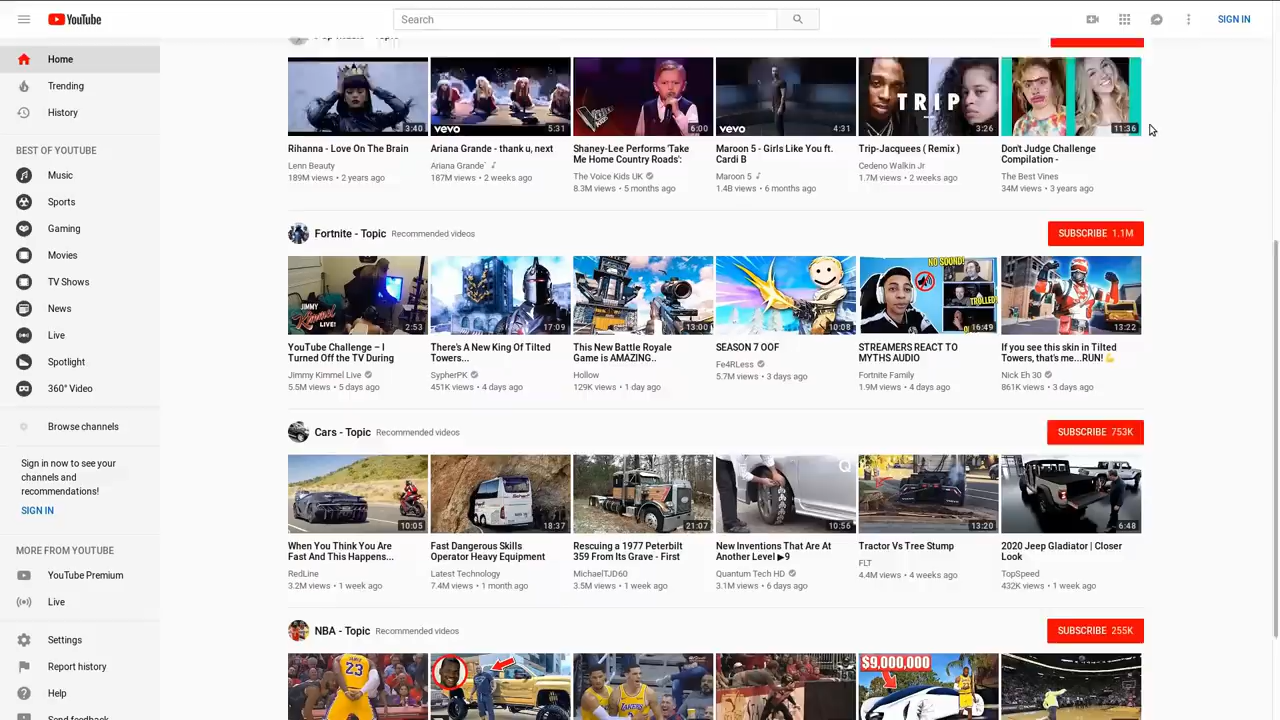 YouTube
Search
SIGN IN
Home
Trending
History
BEST OF YOUTUBE
Music
Sports
Gaming
Movies
TV Shows
News
Live
Spotlight
360° Video
Browse channels
Sign in now to see your
channels and
recommendations!
SIGN IN
MORE FROM YOUTUBE
YouTube Premium
Live
Settings
Report history
Help
Send feedback
3:40
vevo
5:31
The Voice Kids
6:00
vevo
4:31
TRIP
3:26
11:36
Rihanna - Love On The Brain
Lenn Beauty
189M views • 2 years ago
Ariana Grande - thank u, next
Ariana Grande
187M views • 2 weeks ago
Shaney-Lee Performs 'Take
Me Home Country Roads':
The Voice Kids UK
8.3M views • 5 months ago
Maroon 5 - Girls Like You ft.
Cardi B
Maroon 5
1.4B views • 6 months ago
Trip-Jacquees ( Remix )
Cedeno Walkin Jr
1.7M views • 2 weeks ago
Don't Judge Challenge
Compilation -
The Best Vines
34M views • 3 years ago
Fortnite - Topic
Recommended videos
SUBSCRIBE 1.1M
JIMMY
Kimmel
LIVE!
2:53
17:09
13:00
10:08
NO SOUND!
TROLLED!
16:49
13:22
YouTube Challenge – I
Turned Off the TV During
Jimmy Kimmel Live
5.5M views • 5 days ago
There's A New King Of Tilted
Towers...
SypherPK
451K views • 4 days ago
This New Battle Royale
Game is AMAZING..
Hollow
129K views • 1 day ago
SEASON 7 OOF
Fe4RLess
5.7M views • 3 days ago
STREAMERS REACT TO
MYTHS AUDIO
Fortnite Family
1.9M views • 4 days ago
If you see this skin in Tilted
Towers, that's me...RUN! 💪
Nick Eh 30
861K views • 3 days ago
Cars - Topic
Recommended videos
SUBSCRIBE 753K
10:05
18:37
21:07
Q
10:56
13:20
6:48
When You Think You Are
Fast And This Happens...
RedLine
3.2M views • 1 week ago
Fast Dangerous Skills
Operator Heavy Equipment
Latest Technology
7.4M views • 1 month ago
Rescuing a 1977 Peterbilt
359 From Its Grave - First
MichaelTJD60
3.5M views • 1 week ago
New Inventions That Are At
Another Level ▶9
Quantum Tech HD
3.1M views • 6 days ago
Tractor Vs Tree Stump
FLT
4.4M views • 4 weeks ago
2020 Jeep Gladiator | Closer
Look
TopSpeed
432K views • 1 week ago
NBA - Topic
Recommended videos
SUBSCRIBE 255K
23
LAKERS
$9,000,000